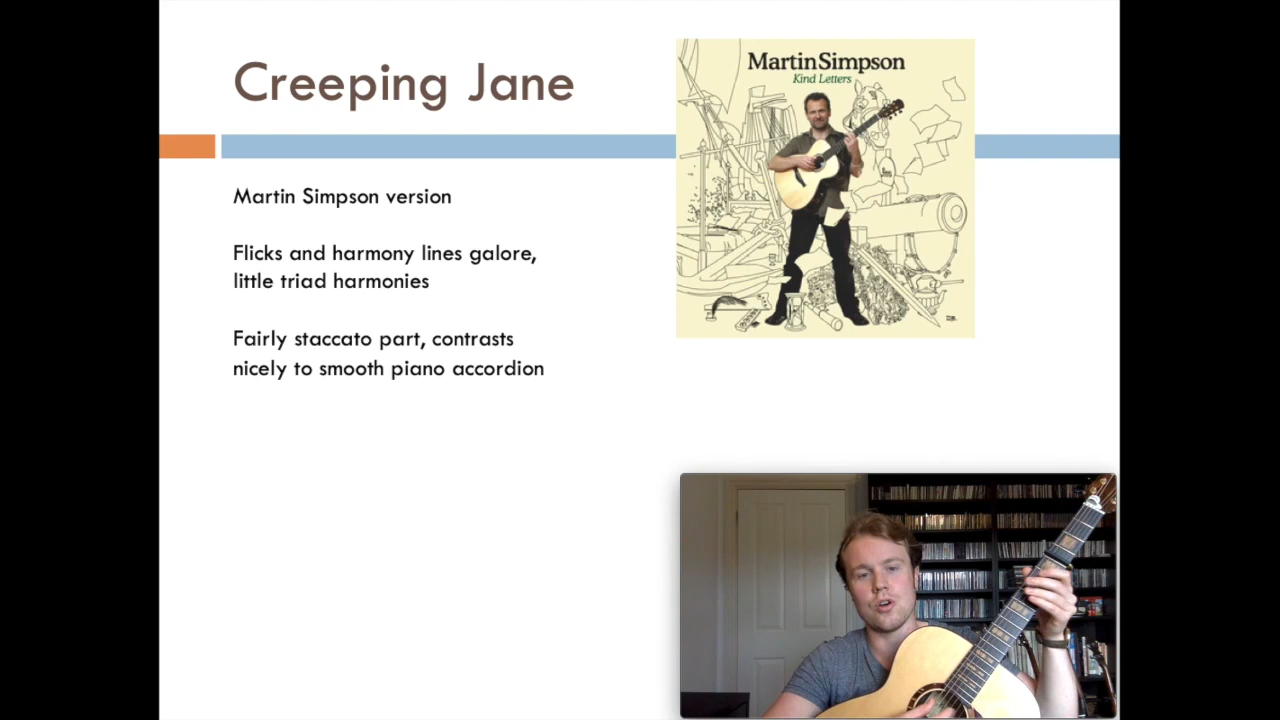 Creeping Jane
Martin Simpson
Kind Letters
Martin Simpson version
Flicks and harmony lines galore,
little triad harmonies
Fairly staccato part, contrasts
nicely to smooth piano accordion